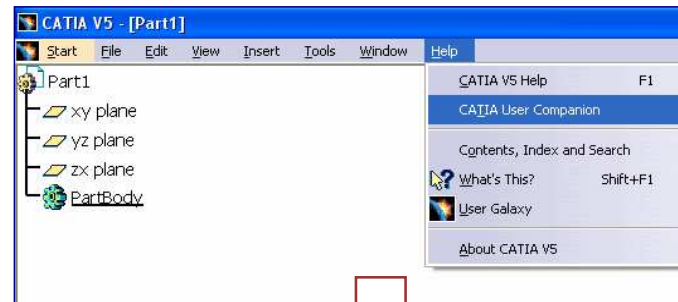 CATIA V5 - [Part1]
Start File Edit View Insert Tools Window Help
Part1
xy plane
yz plane
zx plane
PartBody
CATIA V5 Help F1
CATIA User Companion
Contents, Index and Search
What's This? Shift+F1
User Galaxy
About CATIA V5